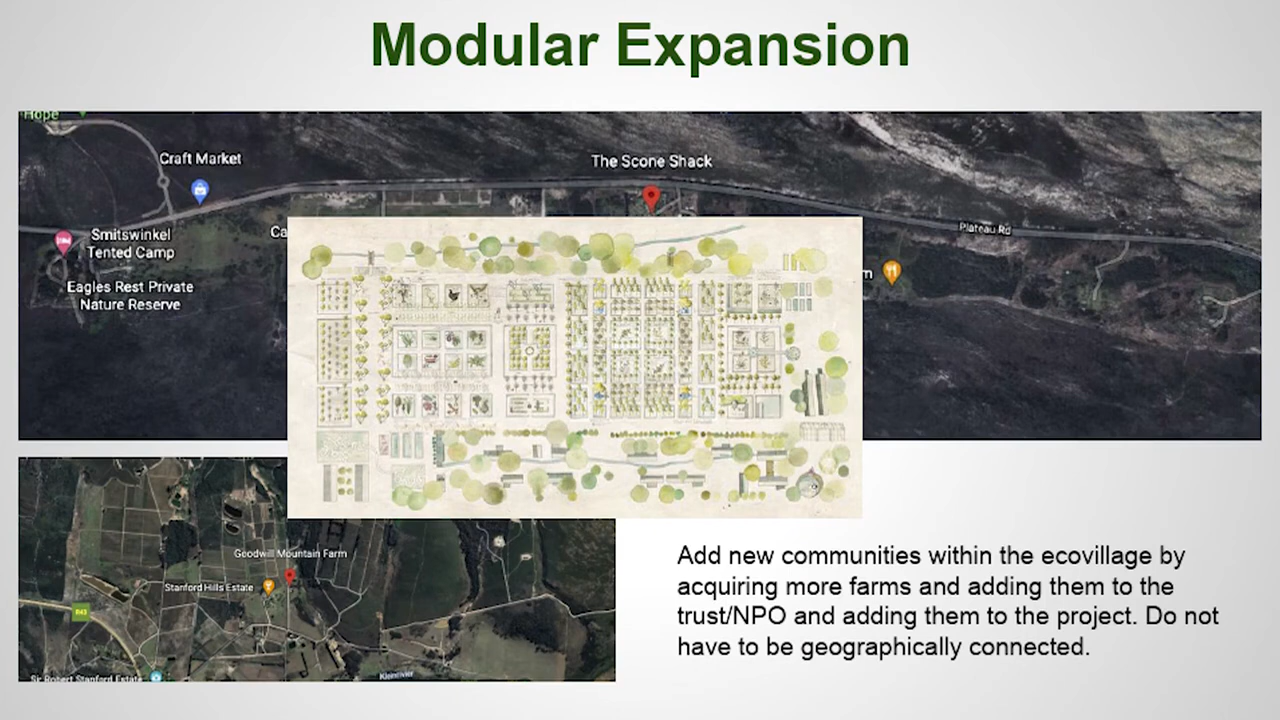 Modular Expansion
Hope
Craft Market
The Scone Shack
Smitswinkel
Tented Camp
Ca
Plateau Rd
m
Eagles Rest Private
Nature Reserve
Goodwill Mountain Farm
Stanford Hills Estate
R43
Sir Robert Stanford Estate
Kleinrivier
Add new communities within the ecovillage by
acquiring more farms and adding them to the
trust/NPO and adding them to the project. Do not
have to be geographically connected.